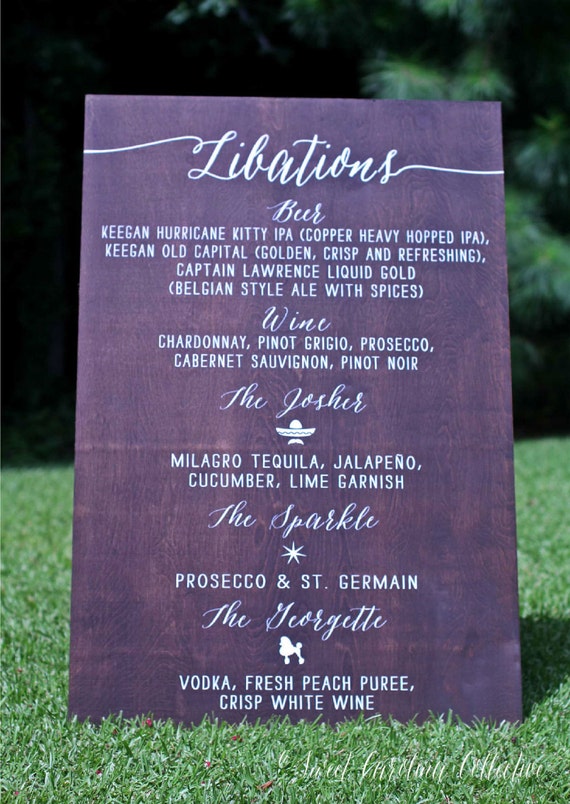 Libations
Beer
KEEGAN HURRICANE KITTY IPA (COPPER HEAVY HOPPED IPA),
KEEGAN OLD CAPITAL (GOLDEN, CRISP AND REFRESHING),
CAPTAIN LAWRENCE LIQUID GOLD
(BELGIAN STYLE ALE WITH SPICES)
Wine
CHARDONNAY, PINOT GRIGIO, PROSECCO,
CABERNET SAUVIGNON, PINOT NOIR
The Josher
MILAGRO TEQUILA, JALAPEÑO,
CUCUMBER, LIME GARNISH
The Sparkle
PROSECCO & ST. GERMAIN
The Georgette
VODKA, FRESH PEACH PUREE,
CRISP WHITE WINE
© Sweet Carolina Collective